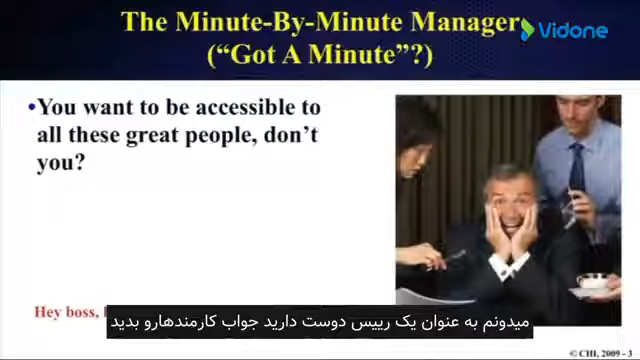 The Minute-By-Minute Manager
(“Got A Minute”?)
Vidone
•You want to be accessible to
all these great people, don’t
you?
Hey boss,
میدونم به عنوان یک رییس دوست دارید جواب کارمندهارو بدید
© CHI, 2009 - 3